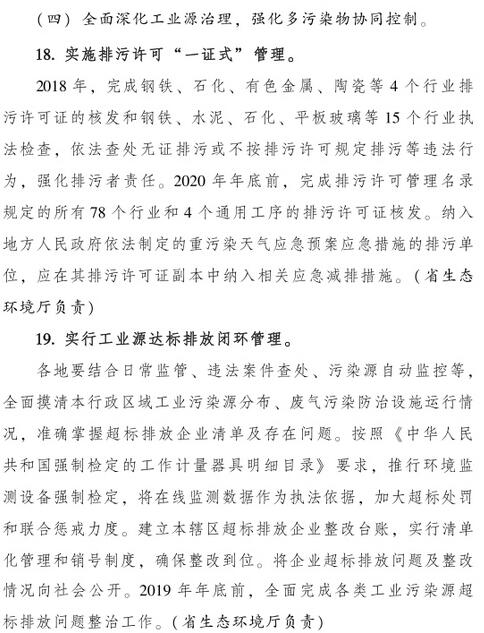 （四）全面深化工业源治理，强化多污染物协同控制。
18. 实施排污许可“一证式”管理。
2018 年，完成钢铁、石化、有色金属、陶瓷等 4 个行业排
污许可证的核发和钢铁、水泥、石化、平板玻璃等 15 个行业执
法检查，依法查处无证排污或不按排污许可规定排污等违法行
为，强化排污者责任。2020 年年底前，完成排污许可管理名录
规定的所有 78 个行业和 4 个通用工序的排污许可证核发。纳入
地方人民政府依法制定的重污染天气应急预案应急措施的排污单
位，应在其排污许可证副本中纳入相关应急减排措施。（省生态
环境厅负责）
19. 实行工业源达标排放闭环管理。
各地要结合日常监管、违法案件查处、污染源自动监控等，
全面摸清本行政区域工业污染源分布、废气污染防治设施运行情
况，准确掌握超标排放企业清单及存在问题。按照《中华人民
共和国强制检定的工作计量器具明细目录》要求，推行环境监
测设备强制检定，将在线监测数据作为执法依据，加大超标处罚
和联合惩戒力度。建立本辖区超标排放企业整改台账，实行清单
化管理和销号制度，确保整改到位。将企业超标排放问题及整改
情况向社会公开。2019 年年底前，全面完成各类工业污染源超
标排放问题整治工作。（省生态环境厅负责）